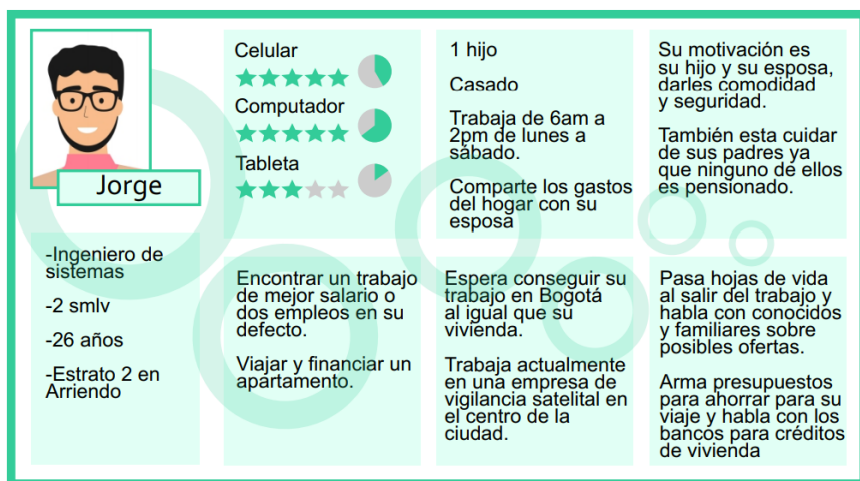 Jorge
-Ingeniero de
sistemas
-2 smlv
-26 años
-Estrato 2 en
Arriendo
Celular
Computador
Tableta
1 hijo
Casado
Trabaja de 6am a
2pm de lunes a
sábado.
Comparte los gastos
del hogar con su
esposa
Su motivación es
su hijo y su esposa,
darles comodidad
y seguridad.
También esta cuidar
de sus padres ya
que ninguno de ellos
es pensionado.
Encontrar un trabajo
de mejor salario o
dos empleos en su
defecto.
Viajar y financiar un
apartamento.
Espera conseguir su
trabajo en Bogotá
al igual que su
vivienda.
Trabaja actualmente
en una empresa de
vigilancia satelital en
el centro de la
ciudad.
Pasa hojas de vida
al salir del trabajo y
habla con conocidos
y familiares sobre
posibles ofertas.
Arma presupuestos
para ahorrar para su
viaje y habla con los
bancos para créditos
de vivienda